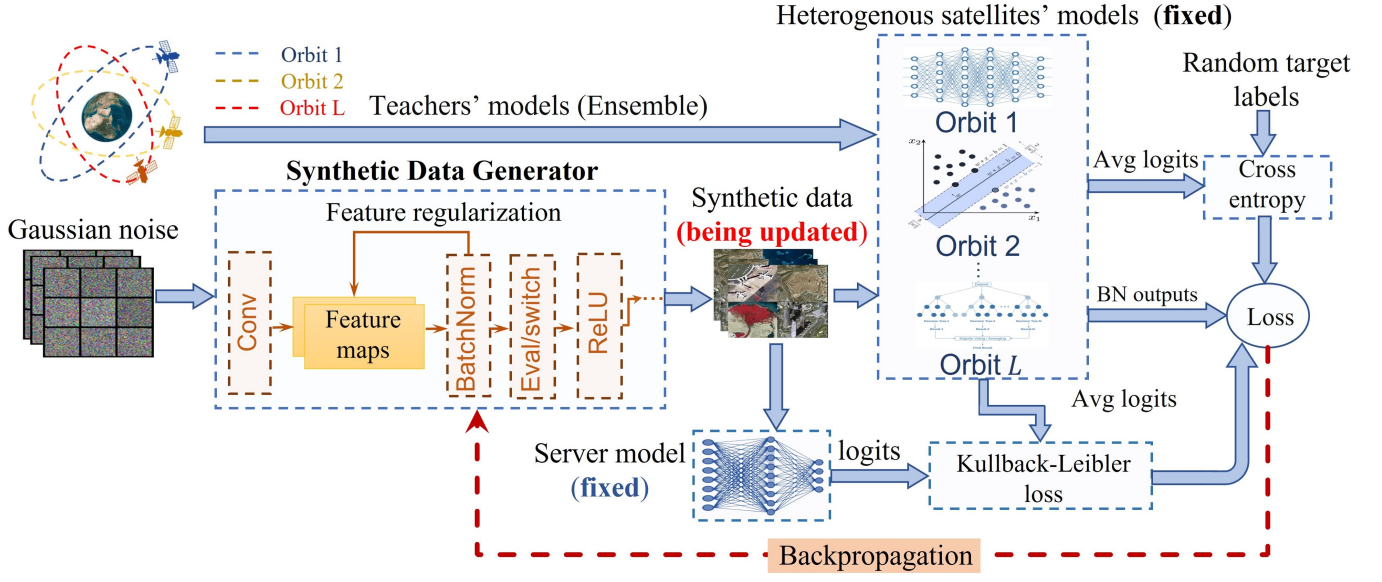 Heterogenous satellites' models (fixed)
Orbit 1
Orbit 2
Orbit L
Teachers' models (Ensemble)
Random target
labels
Orbit 1
x₂
x₁
Orbit 2
Orbit L
Avg logits
Cross
entropy
BN outputs
Loss
Avg logits
Synthetic Data Generator
Feature regularization
Gaussian noise
Conv
Feature
maps
BatchNorm
Eval/switch
ReLU
Synthetic data
(being updated)
Server model
(fixed)
logits
Kullback-Leibler
loss
Backpropagation